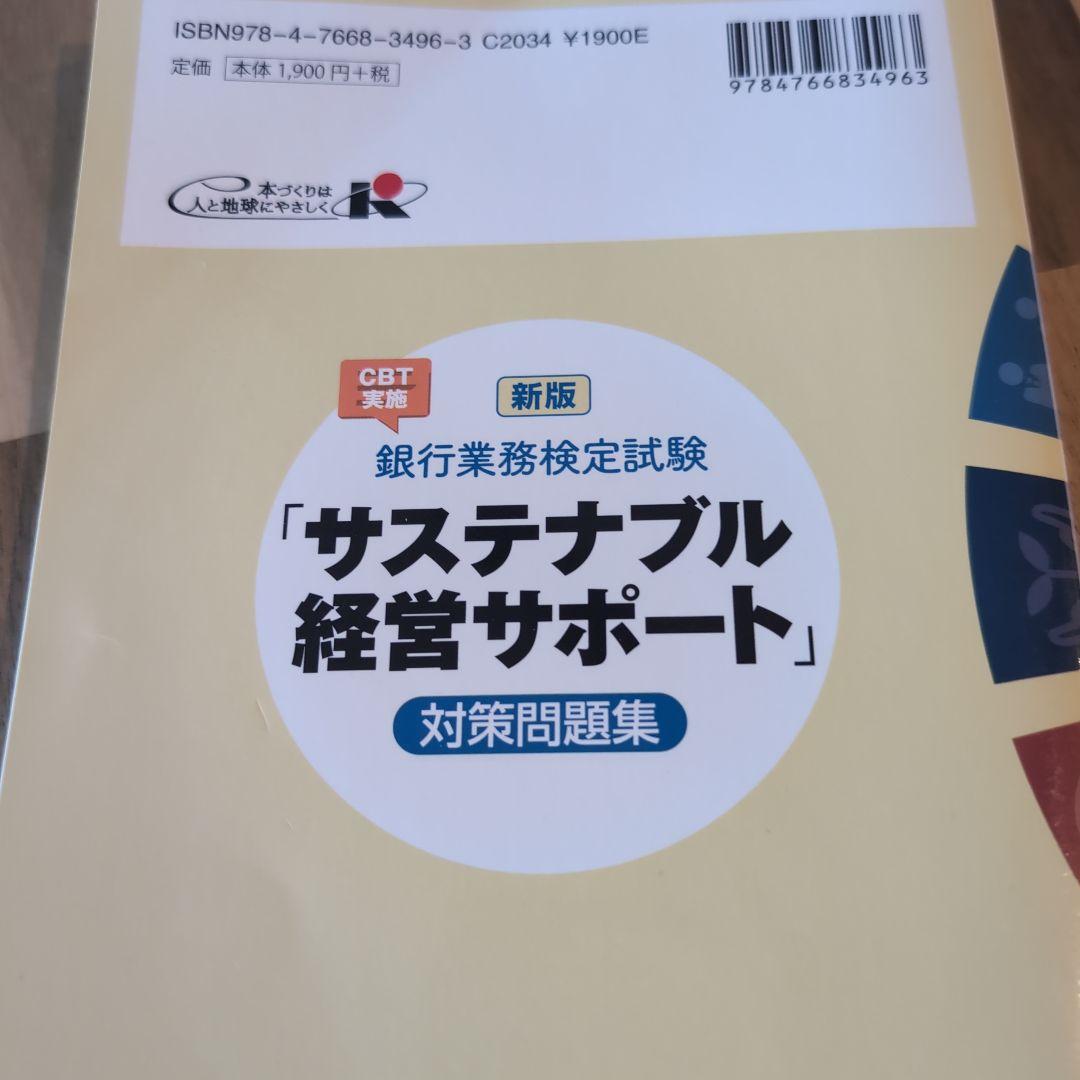 ISBN978-4-7668-3496-3 C2034 ¥1900E
定価 本体 1,900 円+税
9784766834963
本づくりは
人と地球にやさしく
CBT
実施
新版
銀行業務検定試験
「サステナブル
経営サポート」
対策問題集